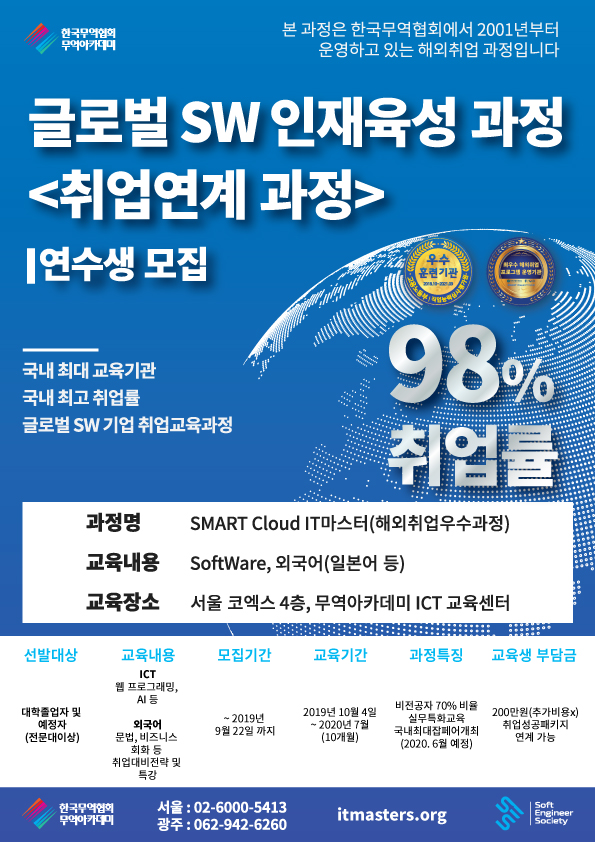 한국무역협회
무역아카데미
본 과정은 한국무역협회에서 2001년부터
운영하고 있는 해외취업 과정입니다
글로벌 SW 인재육성 과정
<취업연계 과정>
연수생 모집
우수
훈련기관
최우수 해외취업
프로그램 운영기관
국내 최대 교육기관
국내 최고 취업률
글로벌 SW 기업 취업교육과정
98%
취업률
과정명 SMART Cloud IT마스터(해외취업우수과정)
교육내용 SoftWare, 외국어(일본어 등)
교육장소 서울 코엑스 4층, 무역아카데미 ICT 교육센터
선발대상
대학졸업자 및
예정자
(전문대이상)
교육내용
ICT
웹 프로그래밍,
AI 등
외국어
문법, 비즈니스
회화 등
취업대비전략 및
특강
모집기간
~ 2019년
9월 22일 까지
교육기간
2019년 10월 4일
~ 2020년 7월
(10개월)
과정특징
비전공자 70% 비율
실무특화교육
국내최대잡페어개최
(2020. 6월 예정)
교육생 부담금
200만원(추가비용x)
취업성공패키지
연계 가능
한국무역협회
무역아카데미
서울 : 02-6000-5413
광주 : 062-942-6260
itmasters.org
Soft
Engineer
Society